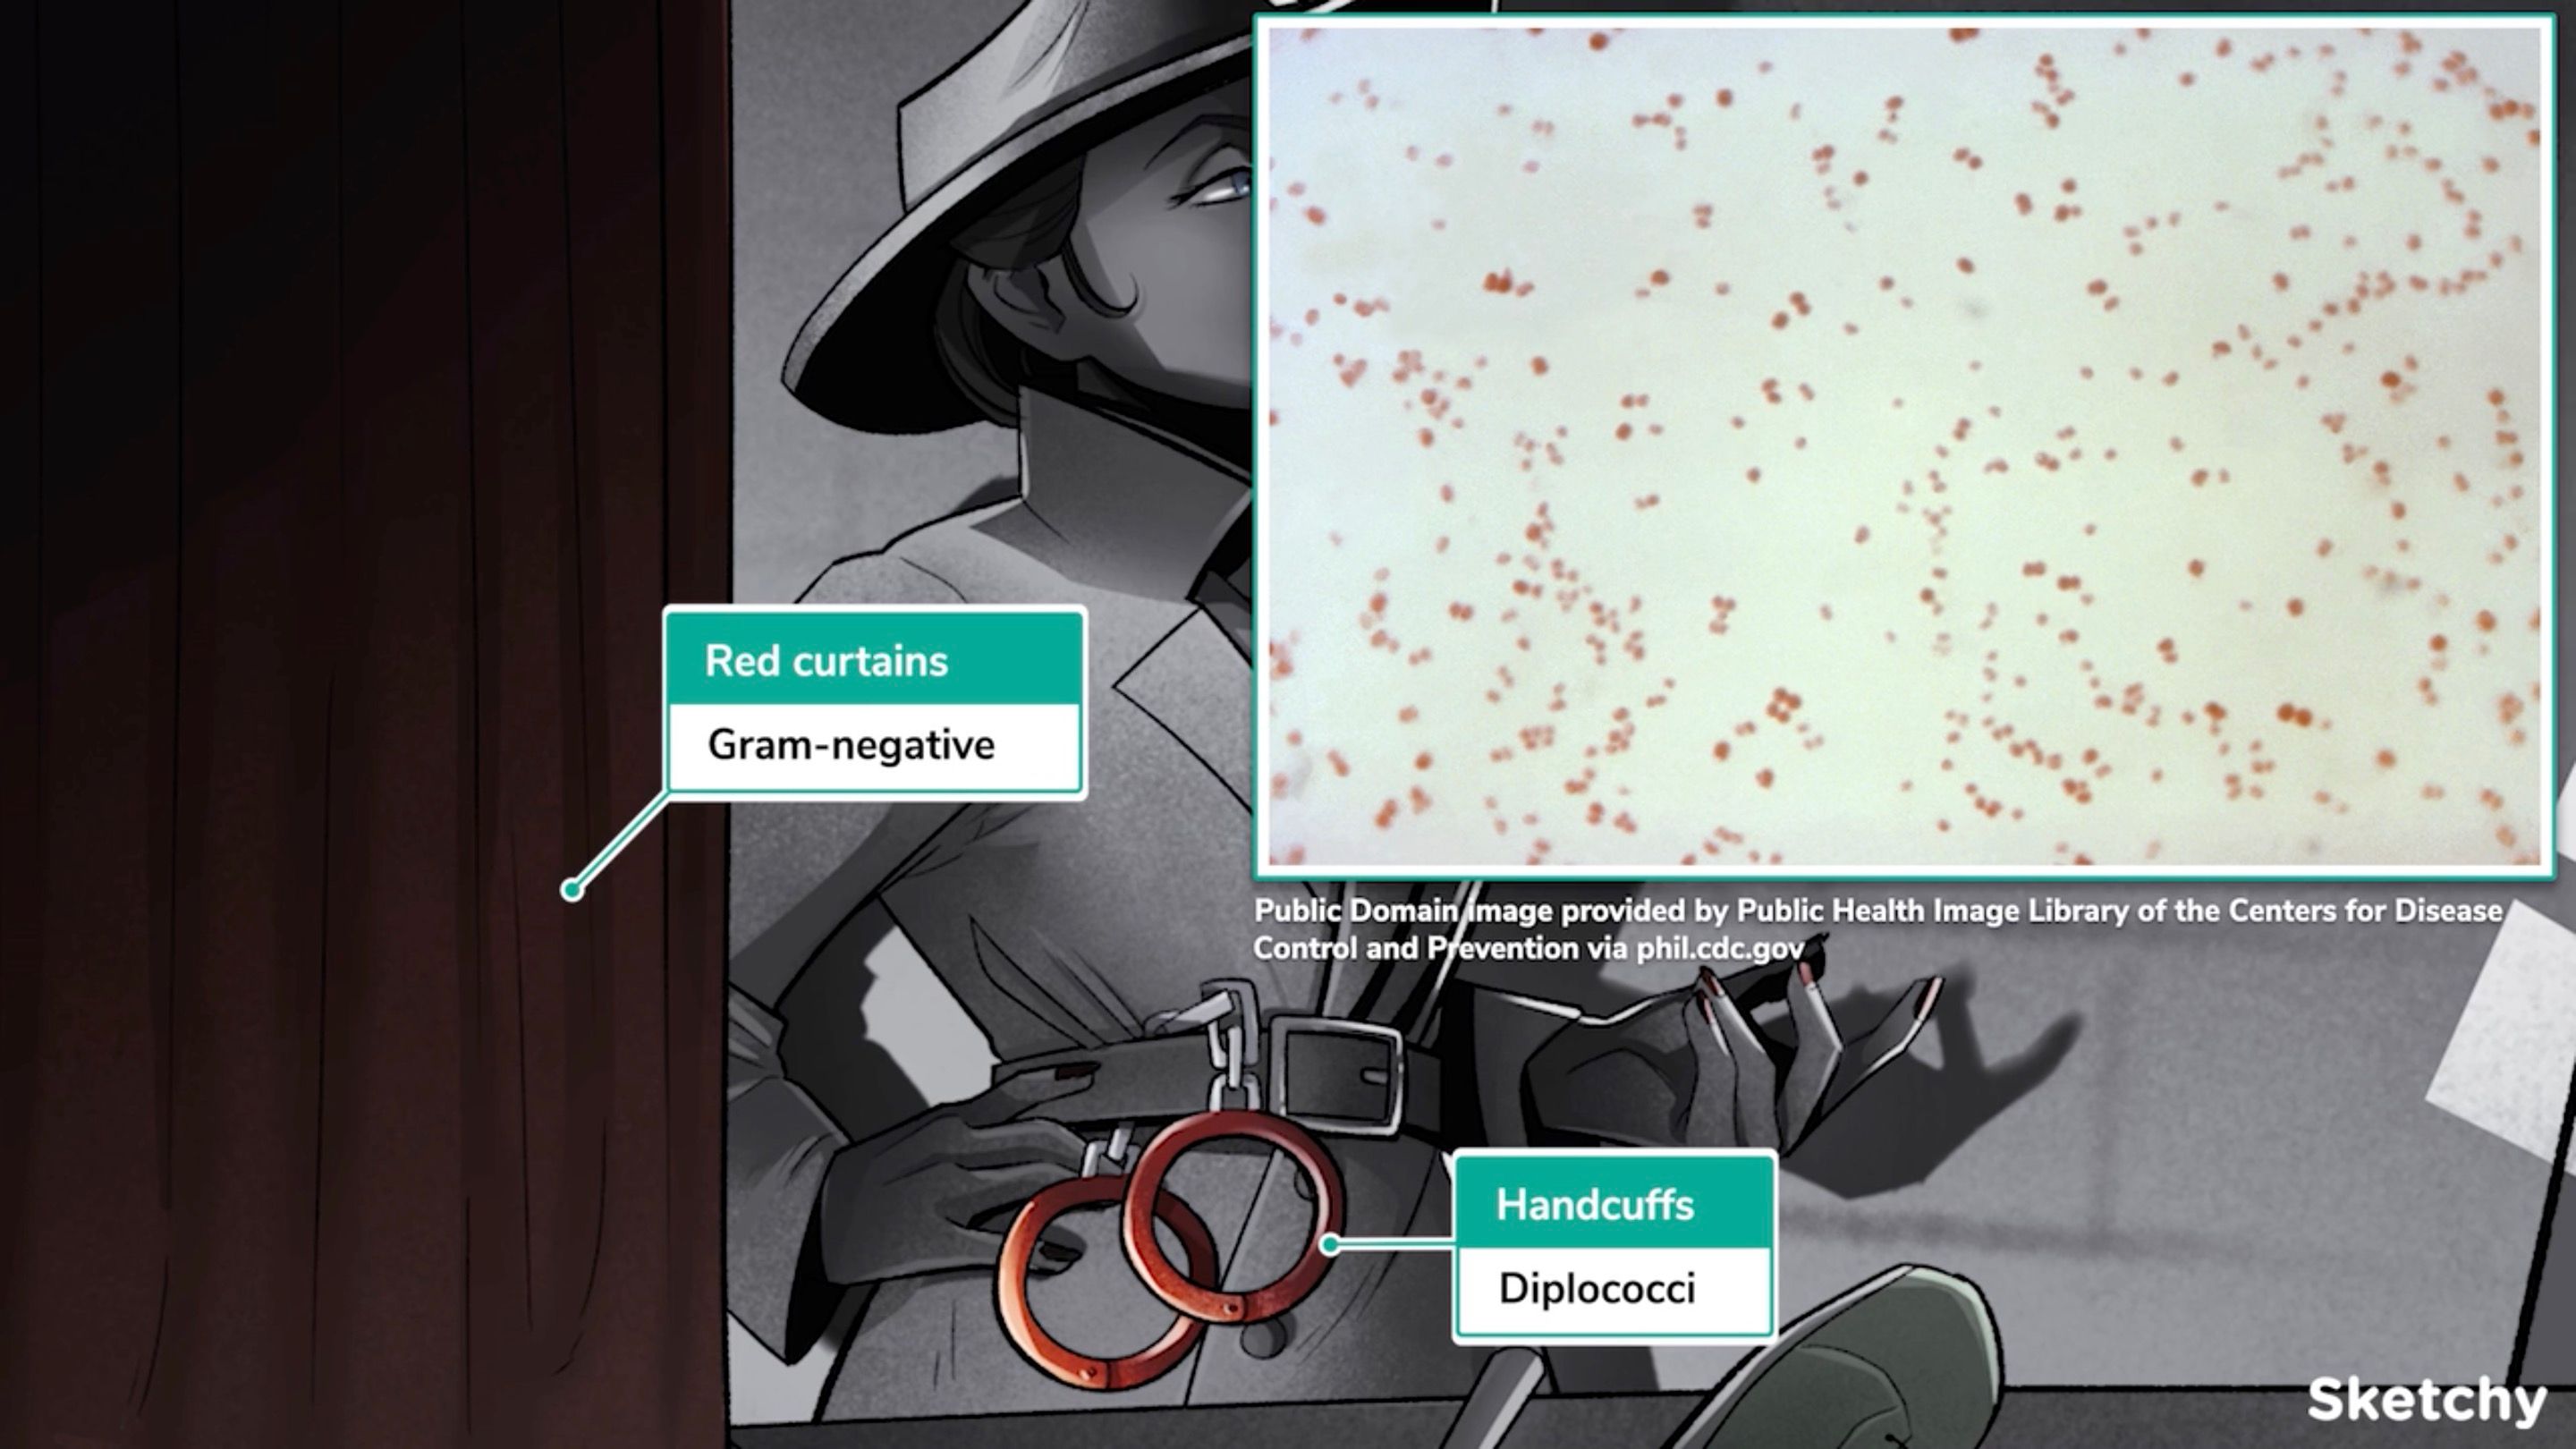 Red curtains
Gram-negative
Public Domain image provided by Public Health Image Library of the Centers for Disease
Control and Prevention via phil.cdc.gov
Handcuffs
Diplococci
Sketchy